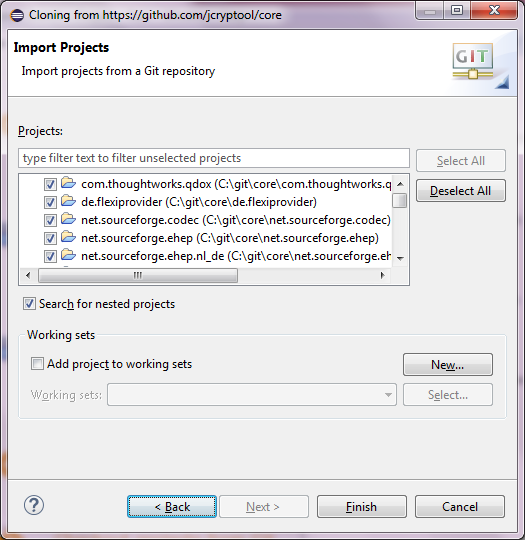 Cloning from https://github.com/jcryptool/core
Import Projects
Import projects from a Git repository
GIT
Projects:
type filter text to filter unselected projects
Select All
com.thoughtworks.qdox (C:\git\core\com.thoughtworks.q
Deselect All
de.flexiprovider (C:\git\core\de.flexiprovider)
net.sourceforge.codec (C:\git\core\net.sourceforge.codec)
net.sourceforge.ehep (C:\git\core\net.sourceforge.ehep)
net.sourceforge.ehep.nl_de (C:\git\core\net.sourceforge.eh
Search for nested projects
Working sets
Add project to working sets
New...
Working sets:
Select...
?
< Back
Next >
Finish
Cancel